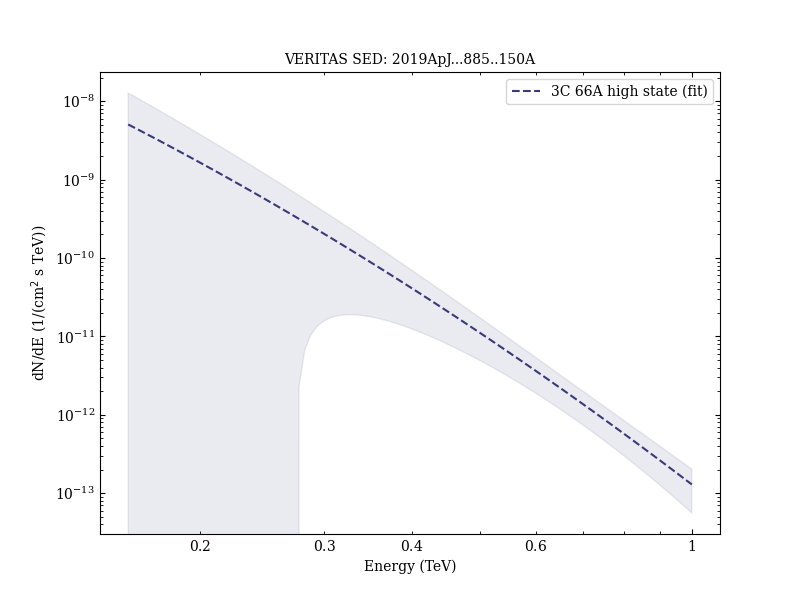 VERITAS SED: 2019ApJ...885..150A
3C 66A high state (fit)
dN/dE (1/(cm² s TeV))
10⁻⁸
10⁻⁹
10⁻¹⁰
10⁻¹¹
10⁻¹²
10⁻¹³
0.2 0.3 0.4 0.6 1
Energy (TeV)